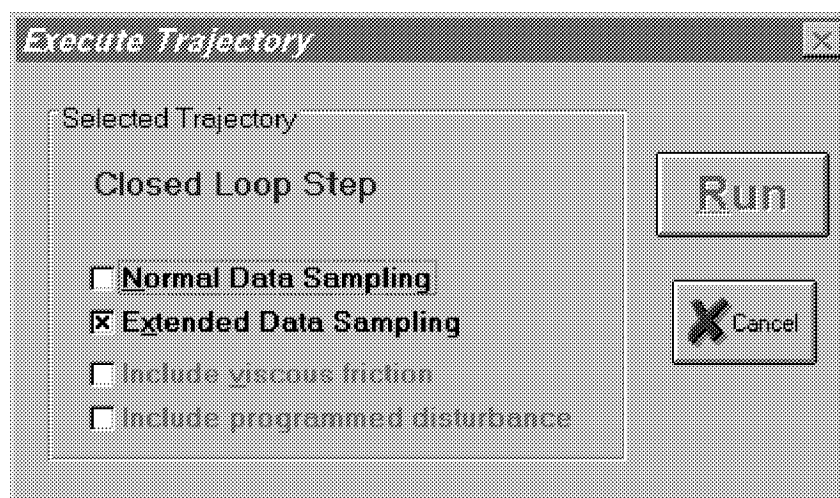 Execute Trajectory
Selected Trajectory
Closed Loop Step
Run
Normal Data Sampling
Extended Data Sampling
Cancel
Include viscous friction
Include programmed disturbance